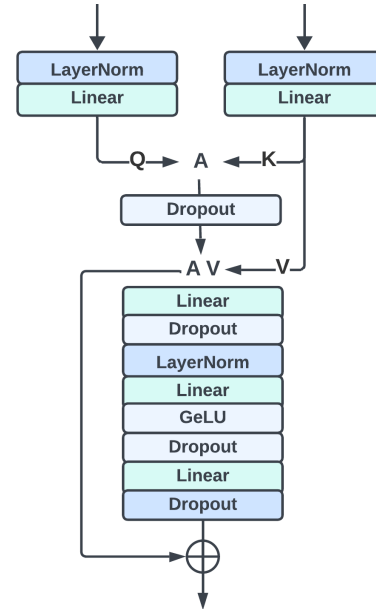 LayerNorm LayerNorm
Linear Linear
Q A K
Dropout
A V V
Linear
Dropout
LayerNorm
Linear
GeLU
Dropout
Linear
Dropout